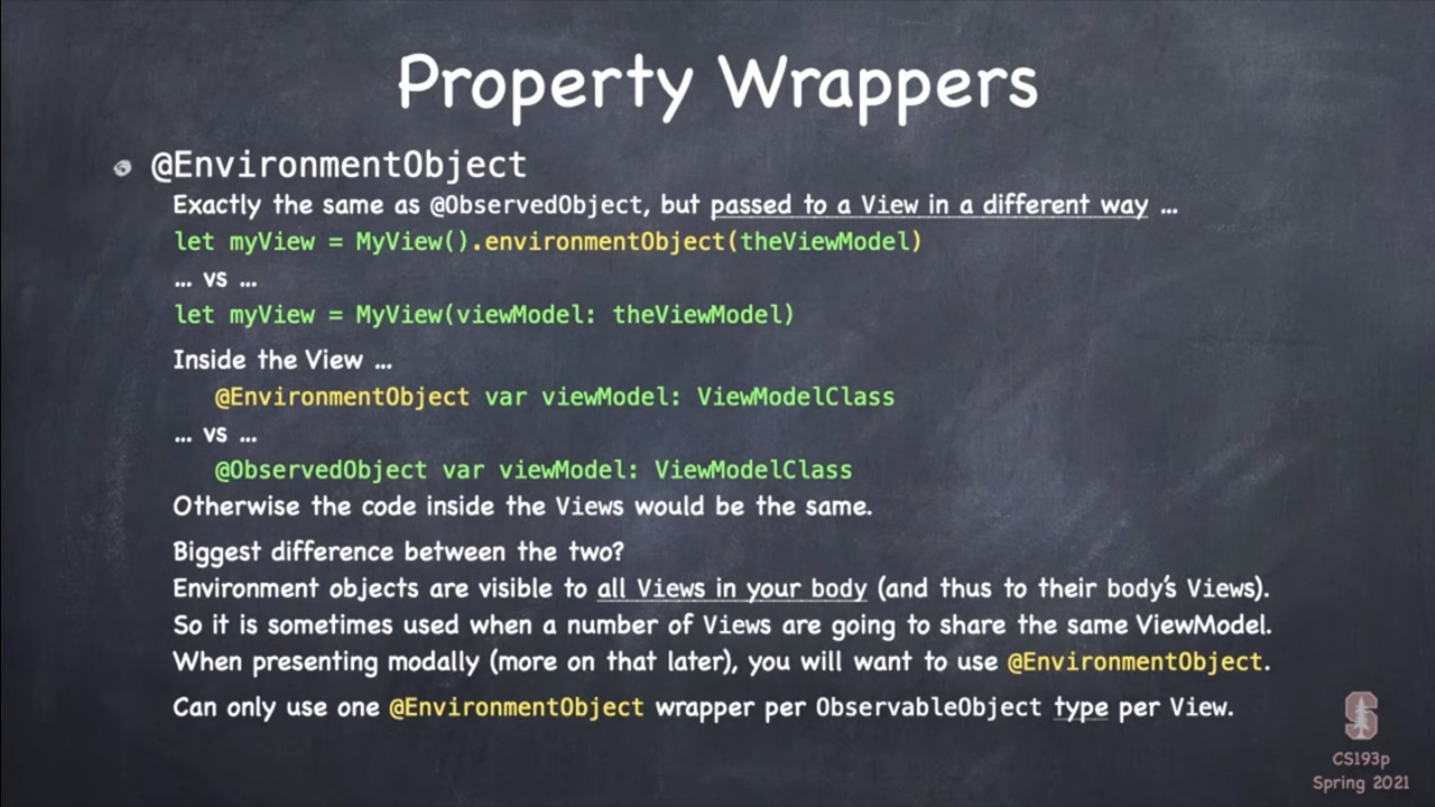 Property Wrappers
@EnvironmentObject
Exactly the same as @ObservedObject, but passed to a View in a different way ...
let myView = MyView().environmentObject(theViewModel)
... vs ...
let myView = MyView(viewModel: theViewModel)
Inside the View ...
@EnvironmentObject var viewModel: ViewModelClass
... vs ...
@ObservedObject var viewModel: ViewModelClass
Otherwise the code inside the Views would be the same.
Biggest difference between the two?
Environment objects are visible to all Views in your body (and thus to their body's Views).
So it is sometimes used when a number of Views are going to share the same ViewModel.
When presenting modally (more on that later), you will want to use @EnvironmentObject.
Can only use one @EnvironmentObject wrapper per ObservableObject type per View.
CS193p
Spring 2021